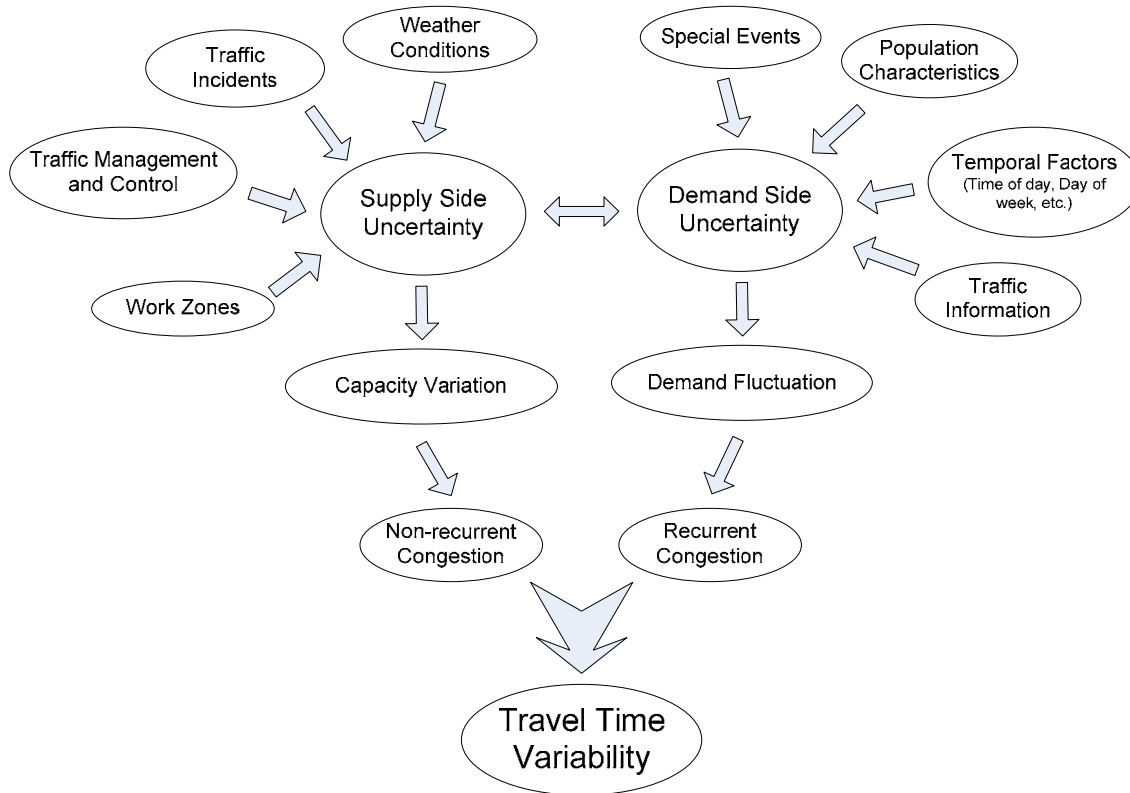 Weather
Conditions
Special Events
Traffic
Incidents
Population
Characteristics
Traffic Management
and Control
Supply Side
Uncertainty
Demand Side
Uncertainty
Temporal Factors
(Time of day, Day of
week, etc.)
Work Zones
Traffic
Information
Capacity Variation
Demand Fluctuation
Non-recurrent
Congestion
Recurrent
Congestion
Travel Time
Variability